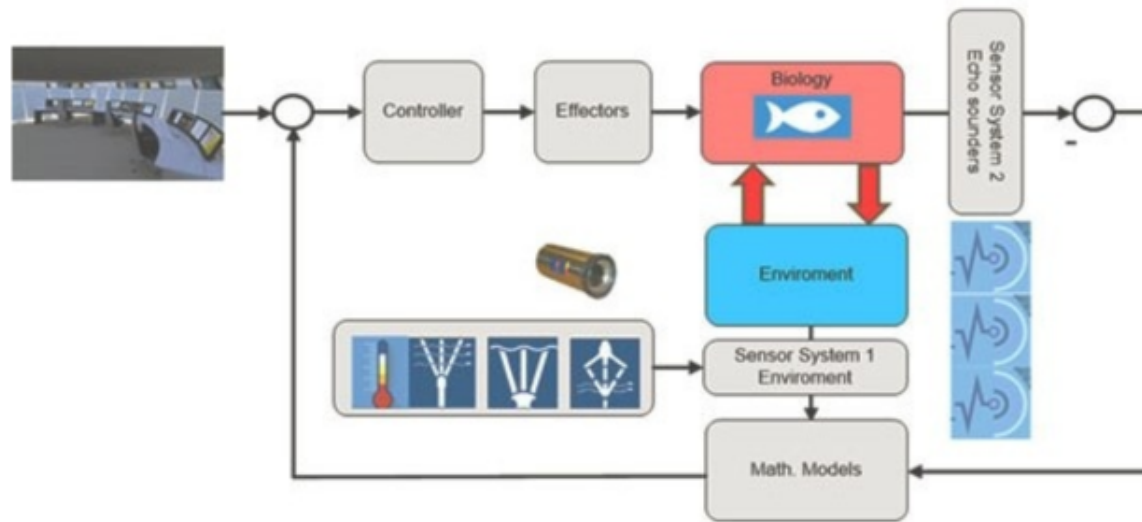 Controller
Effectors
Biology
Sensor System 2
Echo sounders
-
Enviroment
Sensor System 1
Enviroment
Math. Models